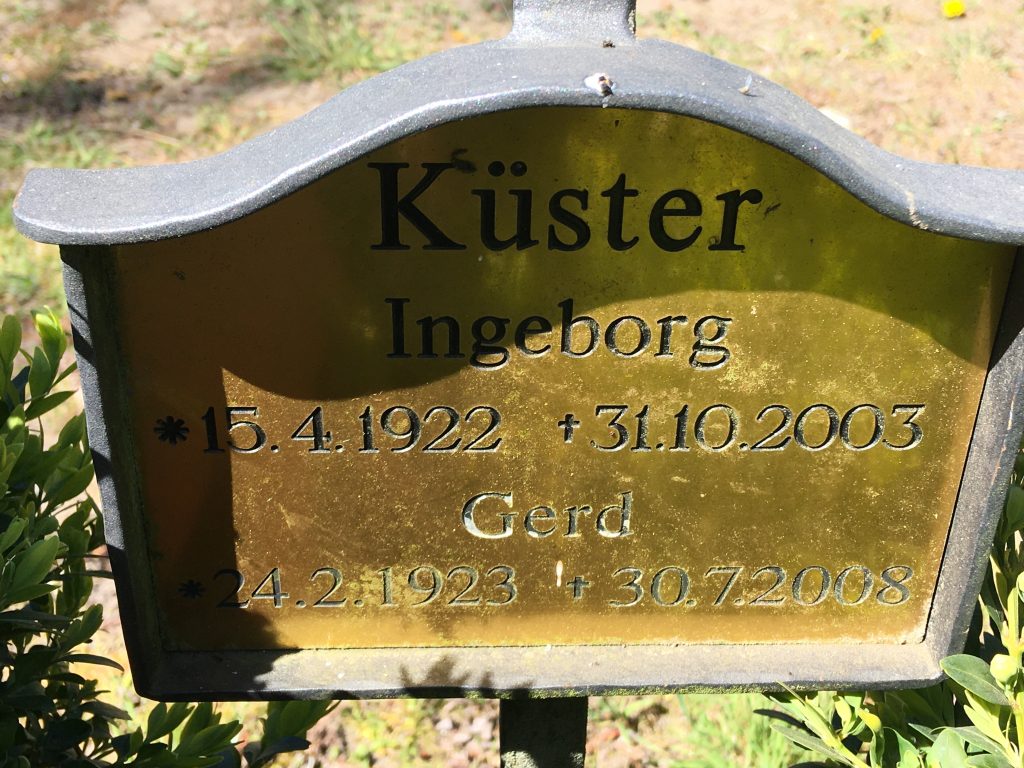 Küster
Ingeborg
* 15.4.1922 † 31.10.2003
Gerd
* 24.2.1923 † 30.7.2008